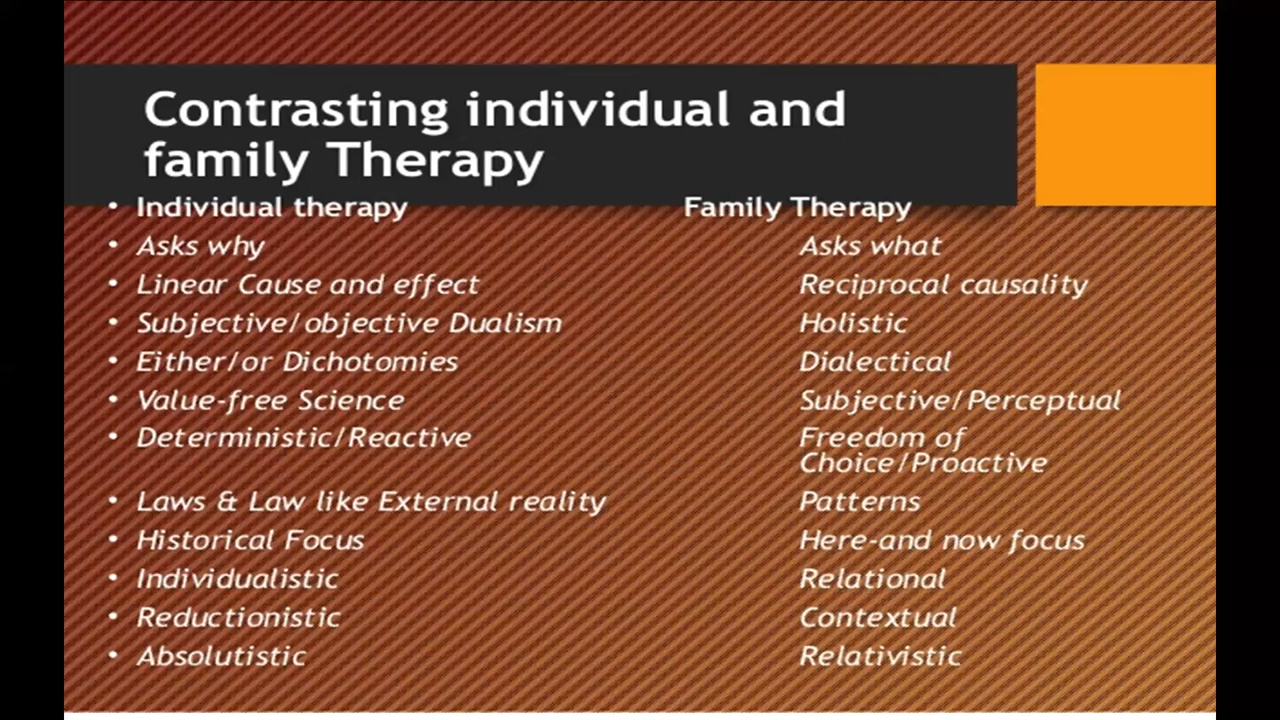 Contrasting individual and
family Therapy
• Individual therapy Family Therapy
• Asks why Asks what
• Linear Cause and effect Reciprocal causality
• Subjective/objective Dualism Holistic
• Either/or Dichotomies Dialectical
• Value-free Science Subjective/Perceptual
• Deterministic/Reactive Freedom of
Choice/Proactive
• Laws & Law like External reality Patterns
• Historical Focus Here-and now focus
• Individualistic Relational
• Reductionistic Contextual
• Absolutistic Relativistic